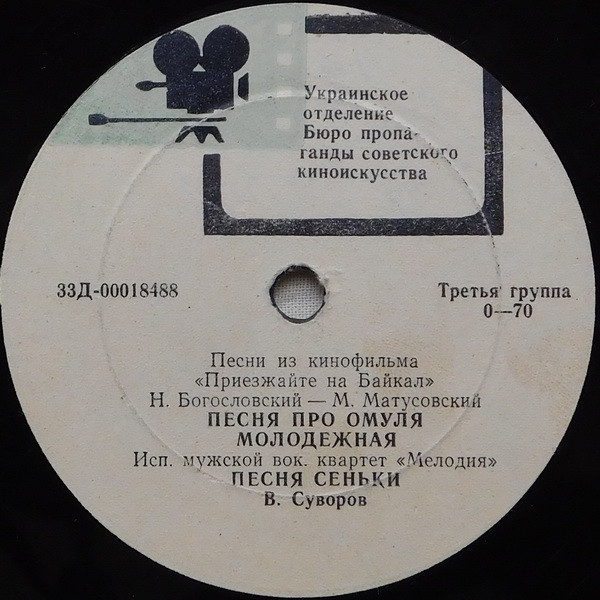 Украинское
отделение
Бюро пропа-
ганды советского
киноискусства
33Д-00018488
Третья группа
0—70
Песни из кинофильма
«Приезжайте на Байкал»
Н. Богословский — М. Матусовский
ПЕСНЯ ПРО ОМУЛЯ
МОЛОДЕЖНАЯ
Исп. мужской вок. квартет «Мелодия»
ПЕСНЯ СЕНЬКИ
В. Суворов